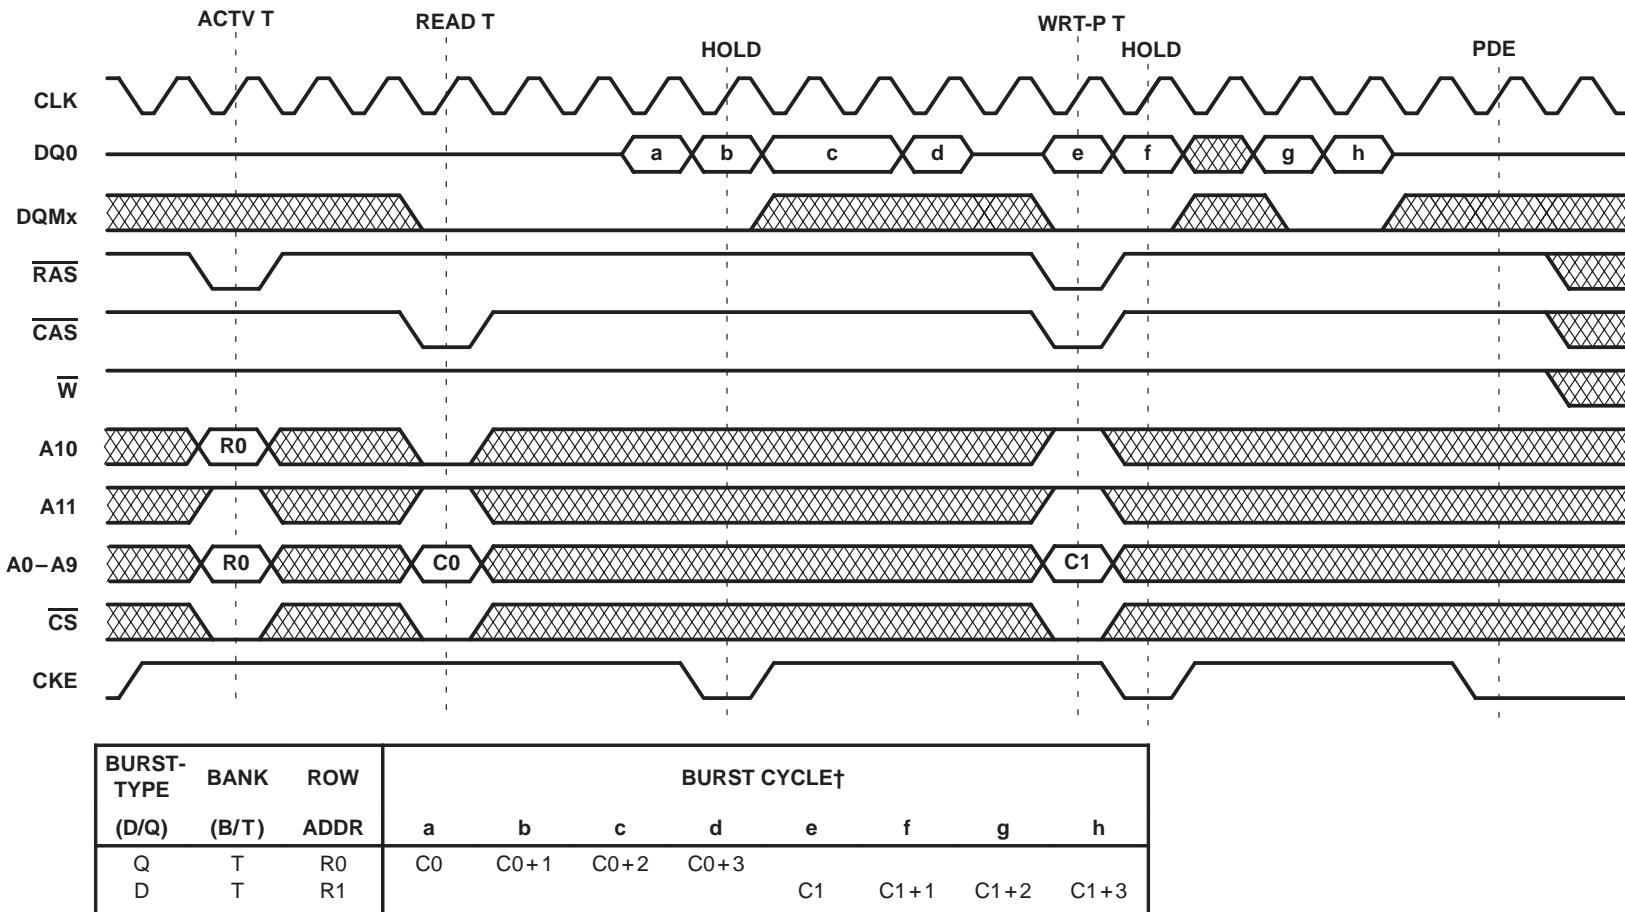 ACTV T
READ T
WRT-P T
HOLD
HOLD
PDE
CLK
DQ0 a b c d e f g h
DQMx
RAS
CAS
W
A10 R0
A11
A0–A9 R0 C0 C1
CS
CKE
BURST-TYPE BANK ROW BURST CYCLE†
(D/Q) (B/T) ADDR a b c d e f g h
Q T R0 C0 C0+1 C0+2 C0+3
D T R1 C1 C1+1 C1+2 C1+3